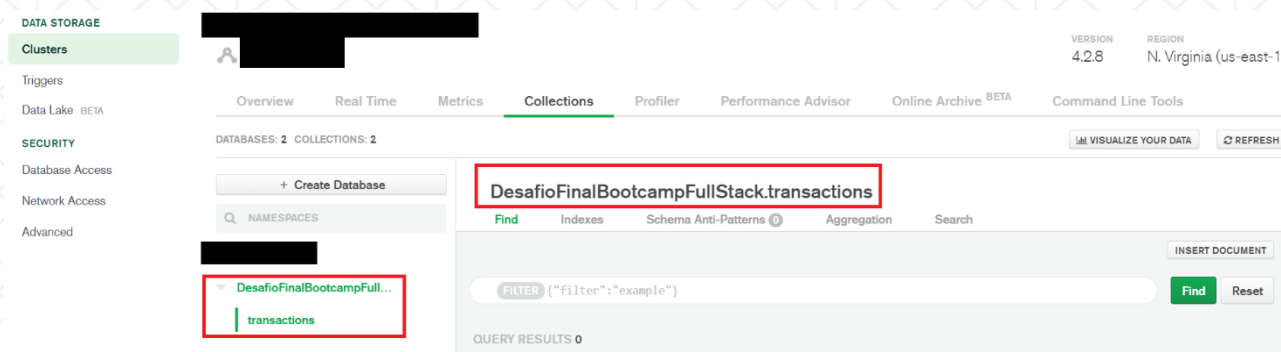 DATA STORAGE
Clusters
Triggers
Data Lake BETA
SECURITY
Database Access
Network Access
Advanced
VERSION
4.2.8
REGION
N. Virginia (us-east-1
Overview Real Time Metrics Collections Profiler Performance Advisor Online Archive BETA Command Line Tools
DATABASES: 2 COLLECTIONS: 2
VISUALIZE YOUR DATA REFRESH
+ Create Database
NAMESPACES
DesafioFinalBootcampFull...
transactions
DesafioFinalBootcampFullStack.transactions
Find Indexes Schema Anti-Patterns 0 Aggregation Search
INSERT DOCUMENT
FILTER {"filter":"example"}
Find Reset
QUERY RESULTS 0